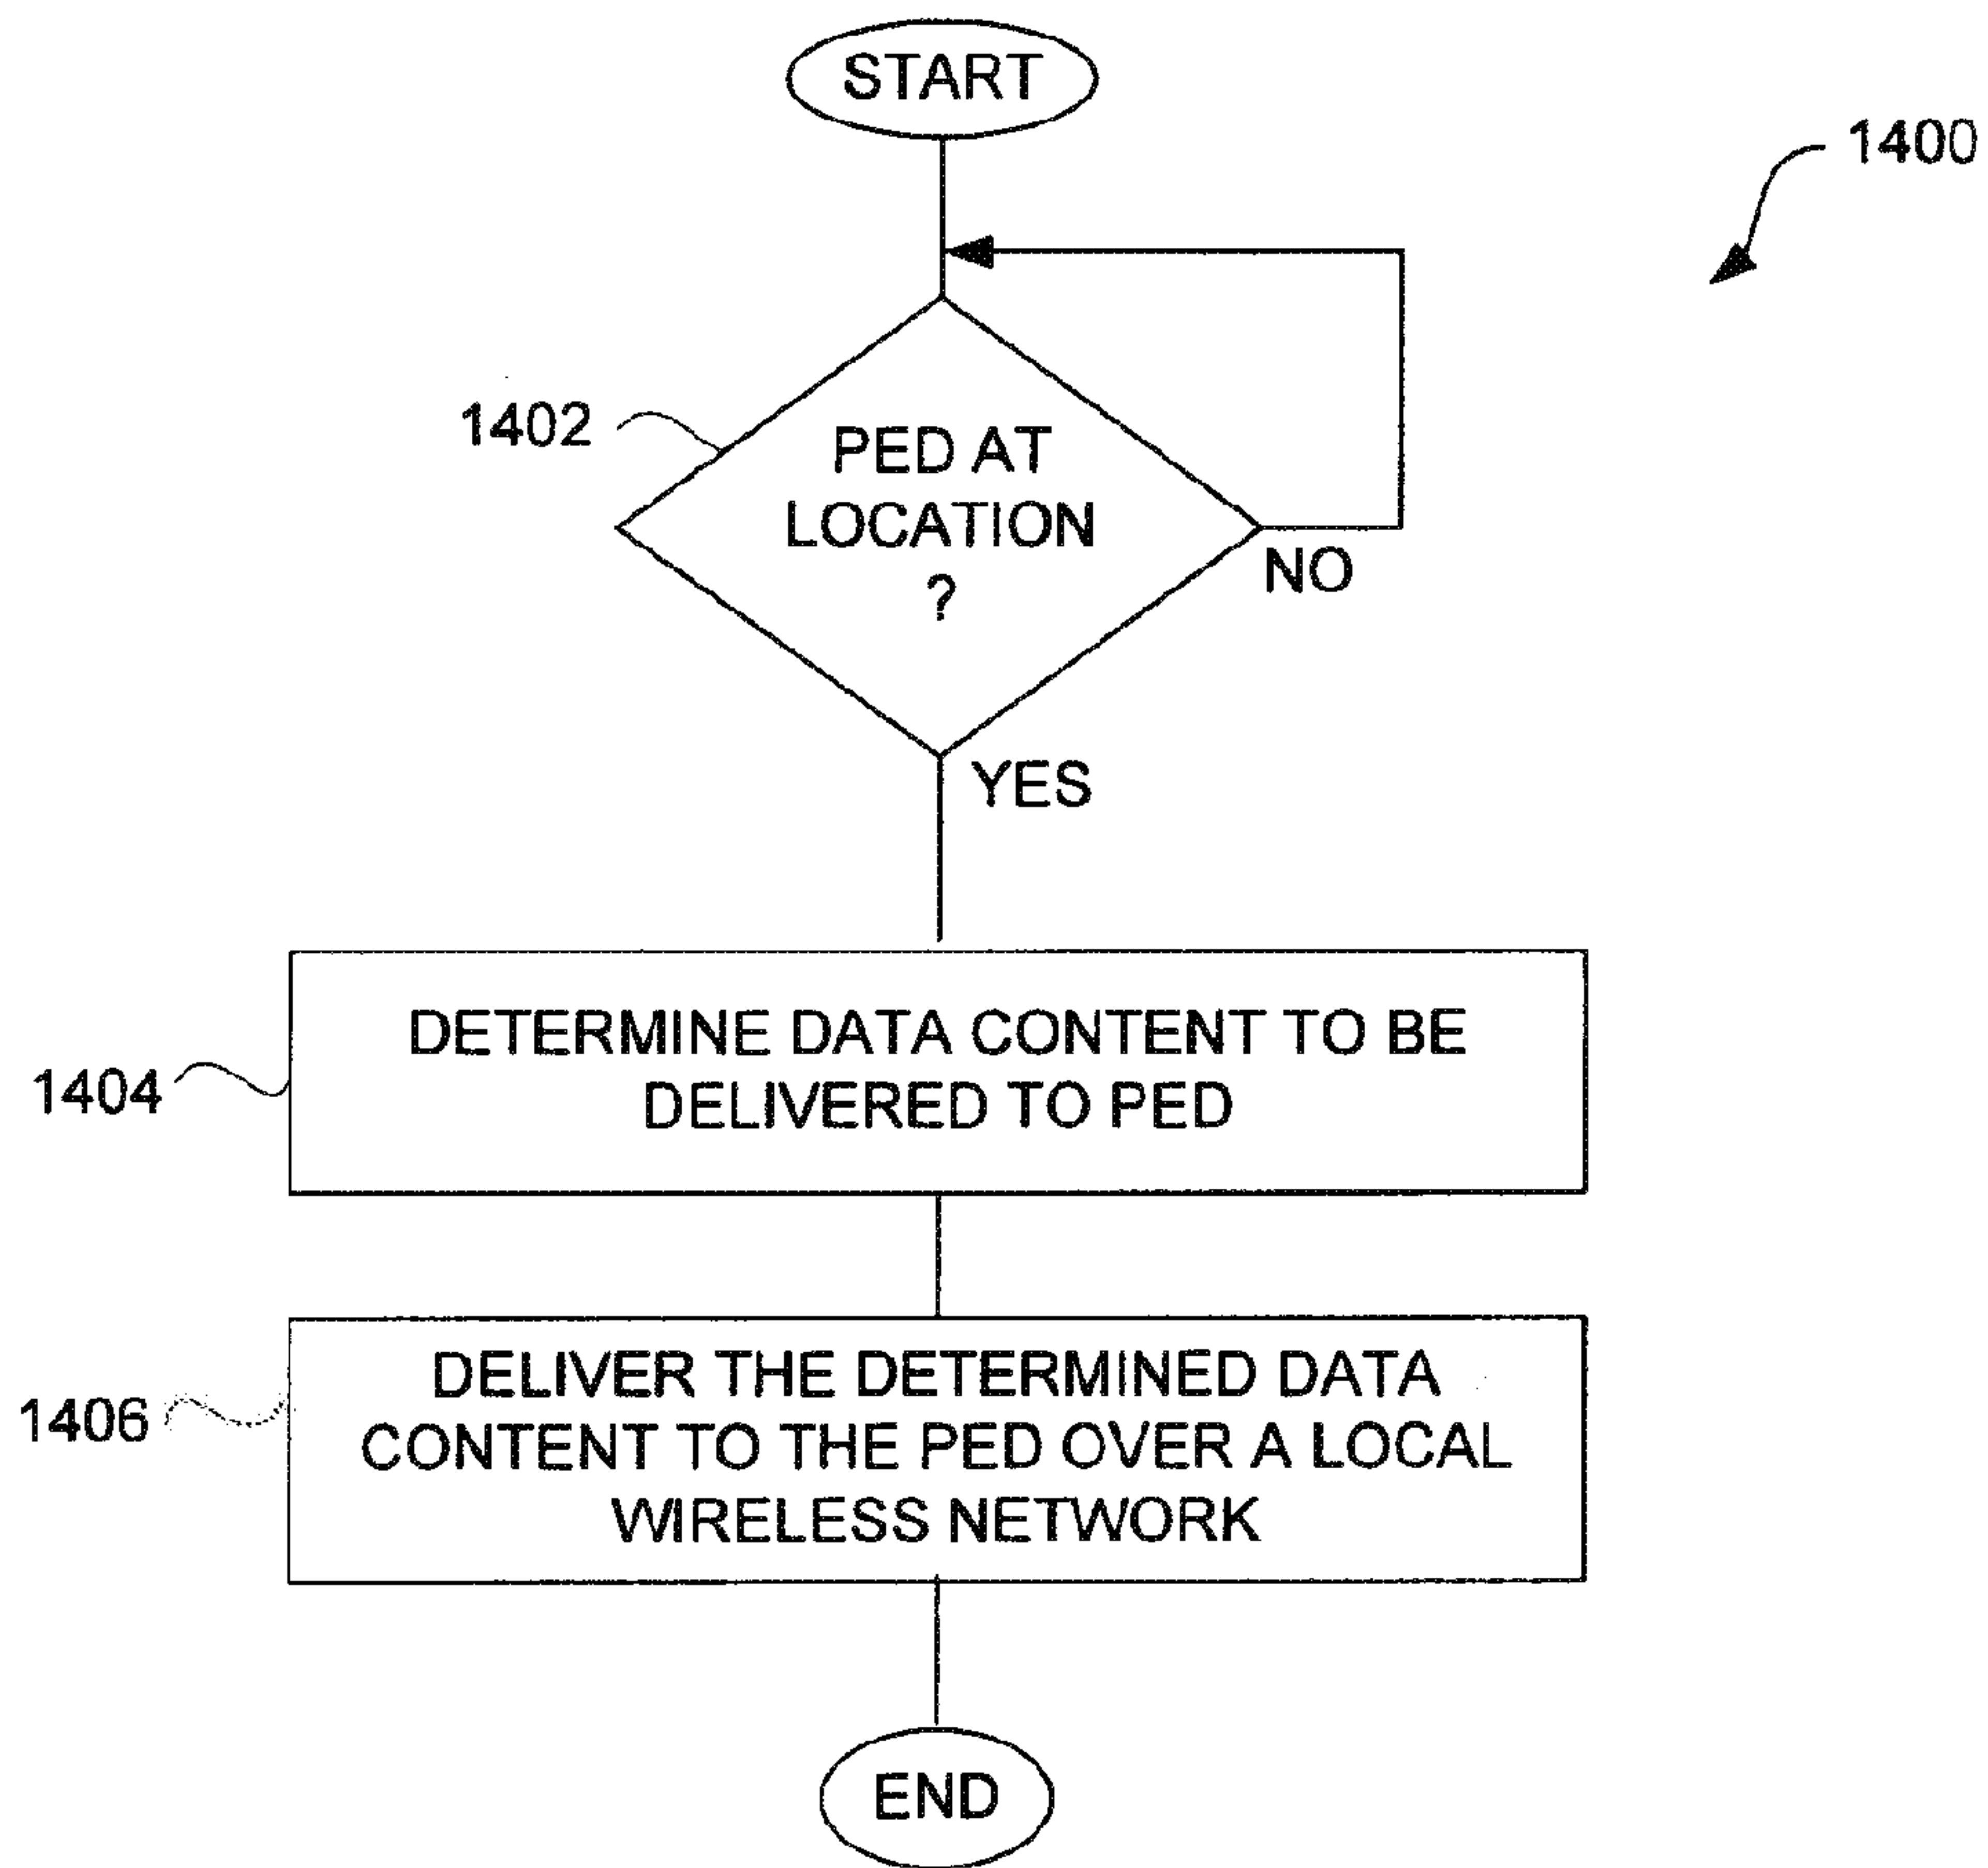 START
1400
1402
PED AT
LOCATION
?
NO
YES
DETERMINE DATA CONTENT TO BE
DELIVERED TO PED
1404
DELIVER THE DETERMINED DATA
CONTENT TO THE PED OVER A LOCAL
WIRELESS NETWORK
1406
END